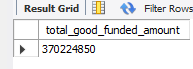 Result Grid Filter Rows
total_good_funded_amount
370224850